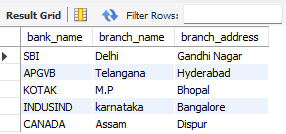 Result Grid Filter Rows:
bank_name branch_name branch_address
SBI Delhi Gandhi Nagar
APGVB Telangana Hyderabad
KOTAK M.P Bhopal
INDUSIND karnataka Bangalore
CANADA Assam Dispur